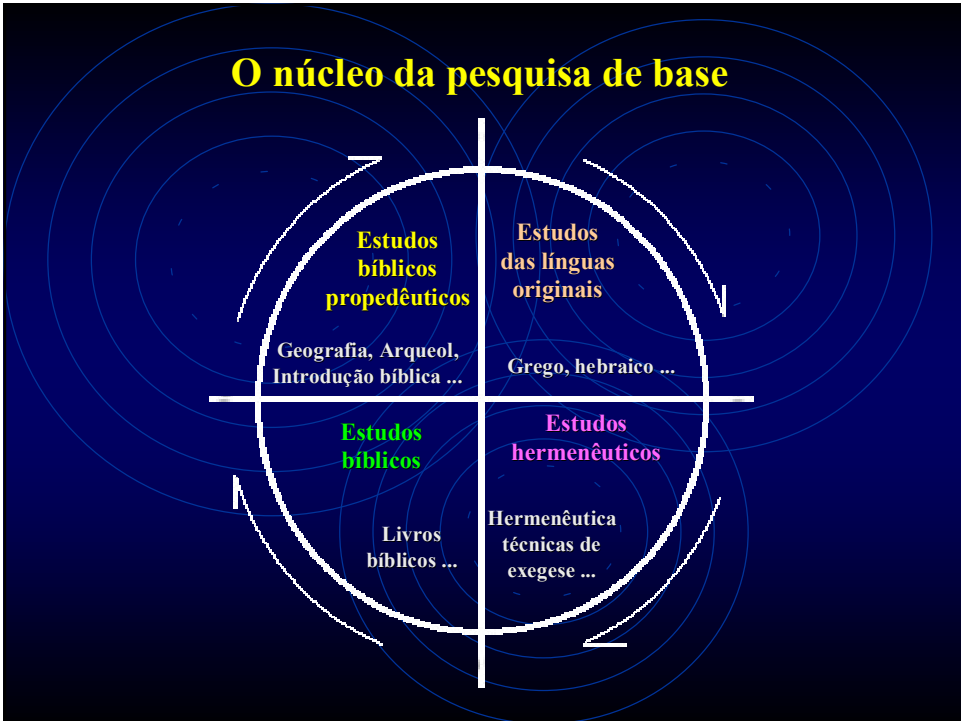 O núcleo da pesquisa de base
Estudos
bíblicos
propedêuticos
Geografia, Arqueol,
Introdução bíblica ...
Estudos
das línguas
originais
Grego, hebraico ...
Estudos
bíblicos
Livros
bíblicos ...
Estudos
hermenêuticos
Hermenêutica
técnicas de
exegese ...